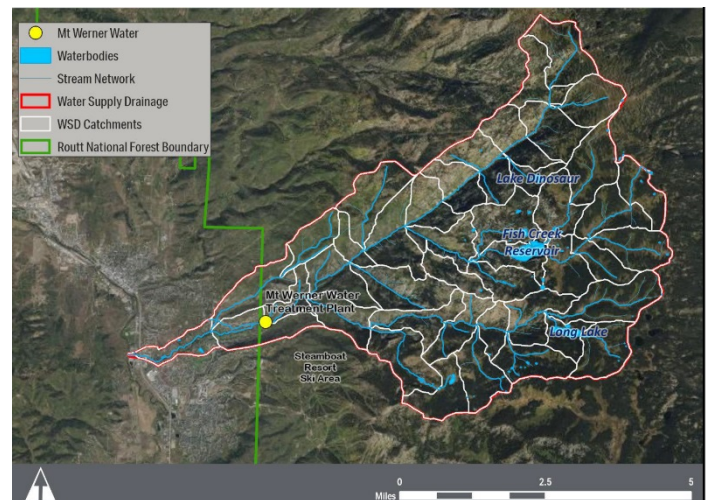 Mt Werner Water
Waterbodies
Stream Network
Water Supply Drainage
WSD Catchments
Routt National Forest Boundary
Lake Dinosaur
Fish Creek
Reservoir
Mt Werner Water
Treatment Plant
Long Lake
Steamboat
Resort
Ski Area
0 2.5 5
Miles